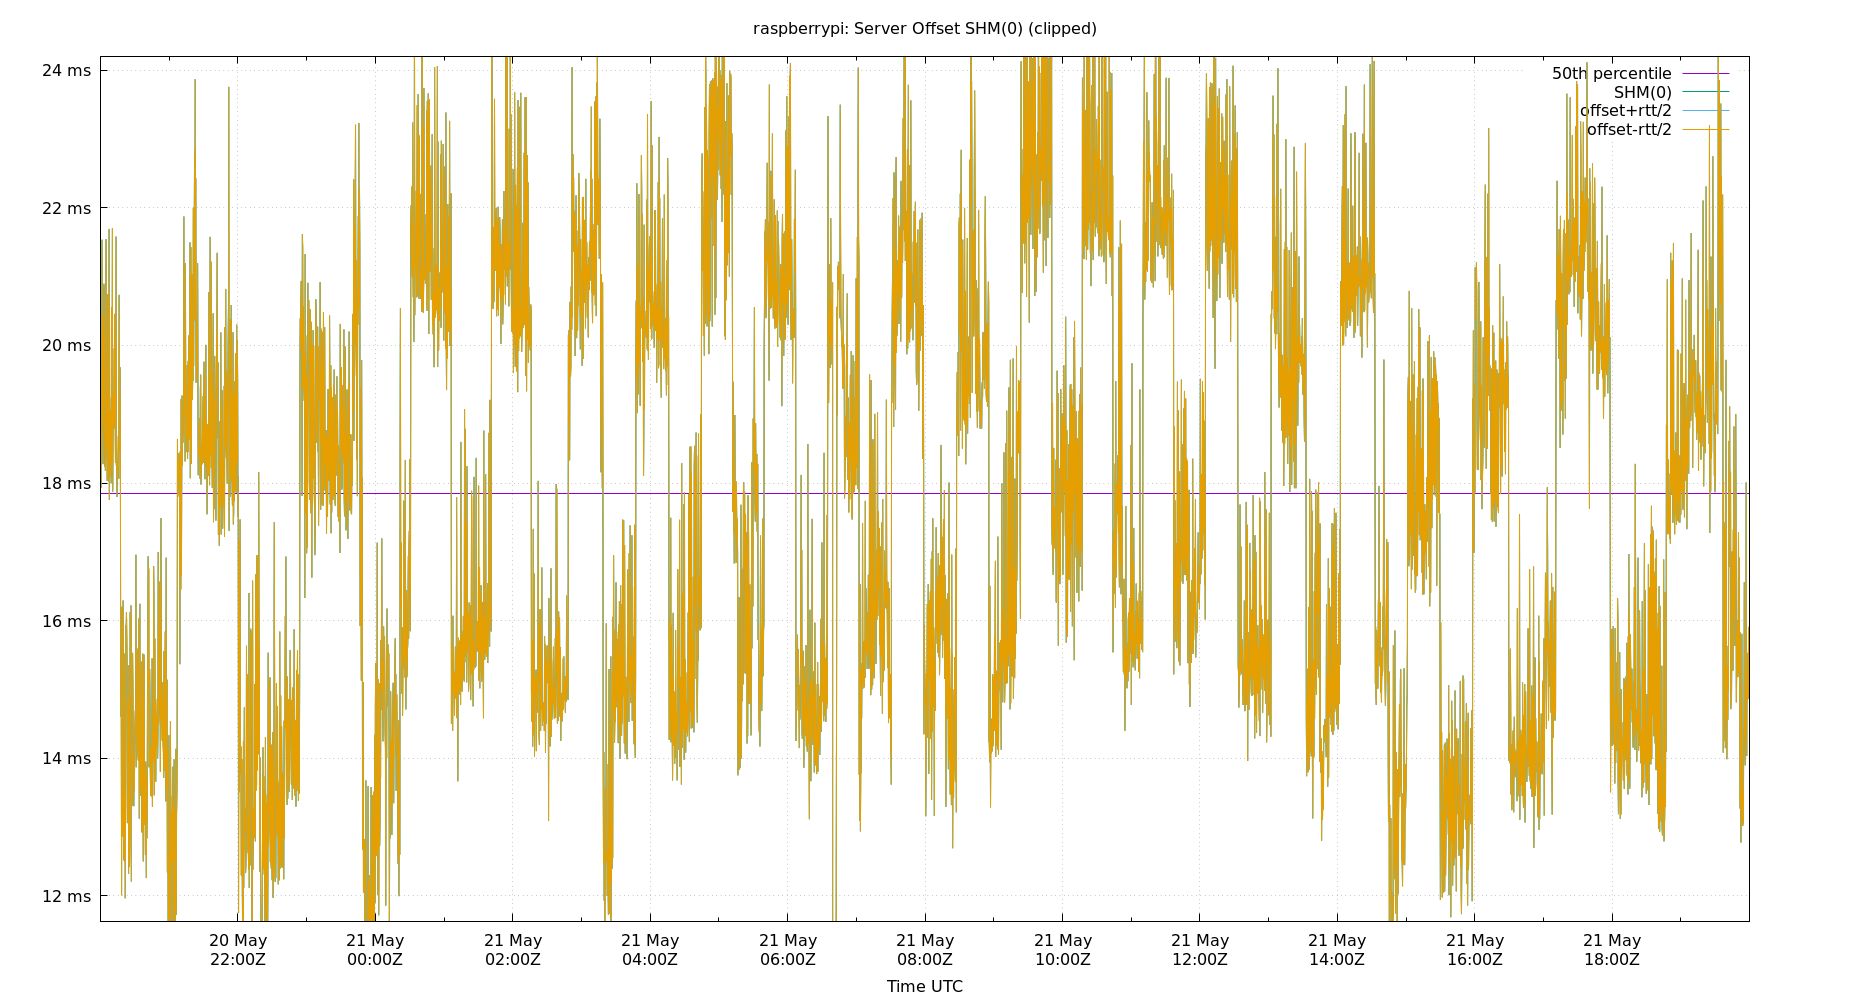 raspberrypi: Server Offset SHM(0) (clipped)
24 ms
22 ms
20 ms
18 ms
16 ms
14 ms
12 ms
50th percentile
SHM(0)
offset+rtt/2
offset-rtt/2
20 May 21 May 21 May 21 May 21 May 21 May 21 May 21 May 21 May 21 May 21 May
22:00Z 00:00Z 02:00Z 04:00Z 06:00Z 08:00Z 10:00Z 12:00Z 14:00Z 16:00Z 18:00Z
Time UTC